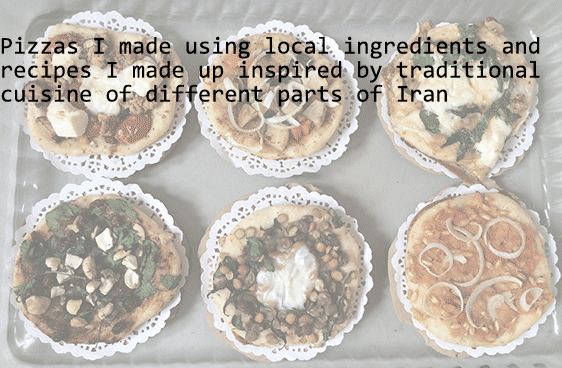 Pizzas I made using local ingredients and
recipes I made up inspired by traditional
cuisine of different parts of Iran